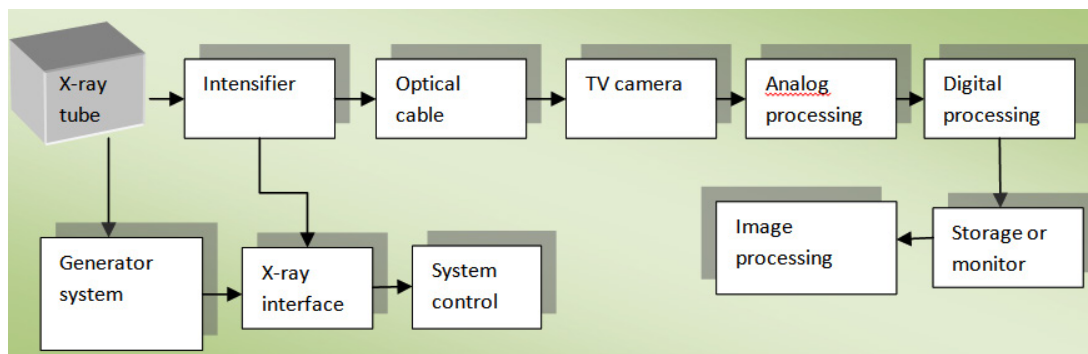 X-ray
tube
Intensifier
Optical
cable
TV camera
Analog
processing
Digital
processing
Generator
system
X-ray
interface
System
control
Image
processing
Storage or
monitor